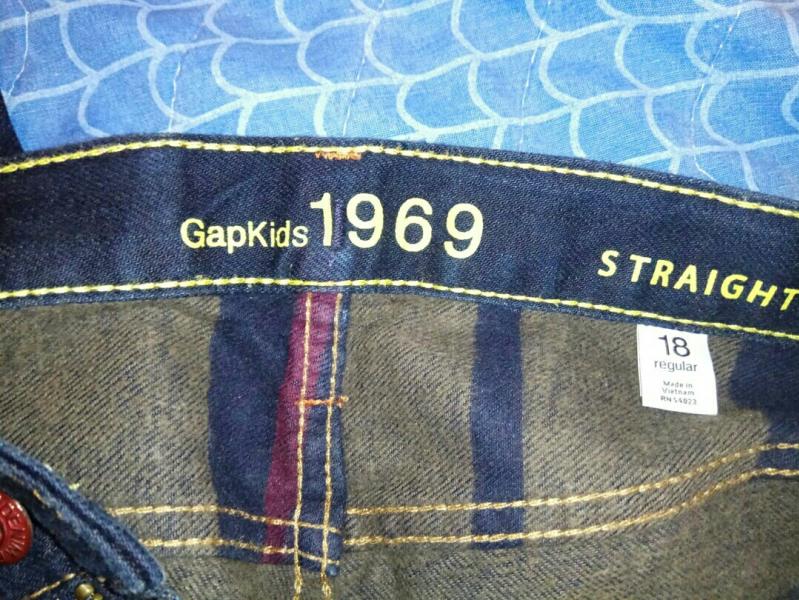 GapKids 1969
STRAIGHT
18
regular
Made in
Vietnam
RN 54023